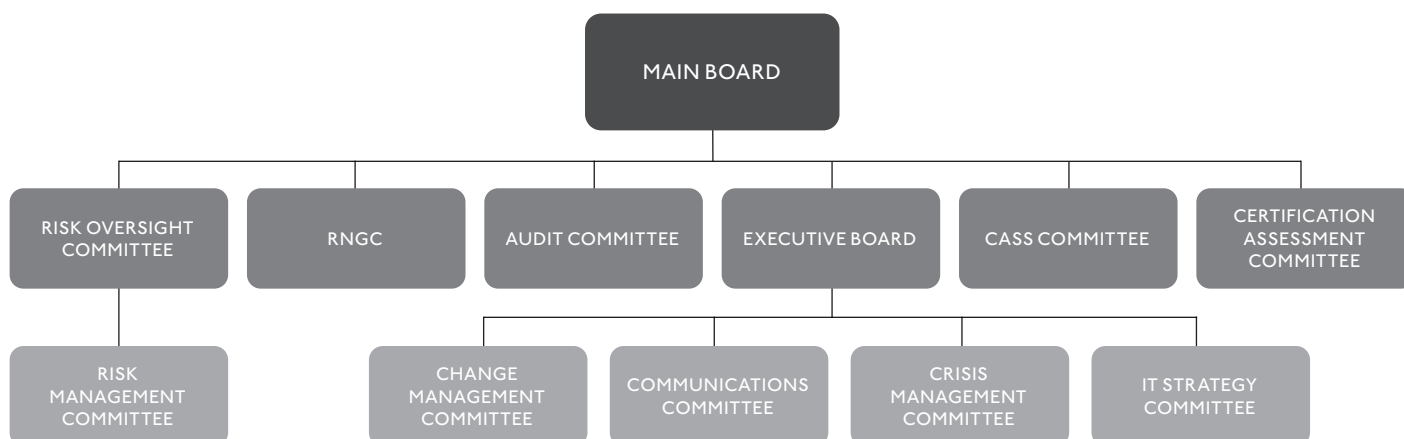 MAIN BOARD
RISK OVERSIGHT
COMMITTEE
RNGC
AUDIT COMMITTEE
EXECUTIVE BOARD
CASS COMMITTEE
CERTIFICATION
ASSESSMENT
COMMITTEE
RISK
MANAGEMENT
COMMITTEE
CHANGE
MANAGEMENT
COMMITTEE
COMMUNICATIONS
COMMITTEE
CRISIS
MANAGEMENT
COMMITTEE
IT STRATEGY
COMMITTEE